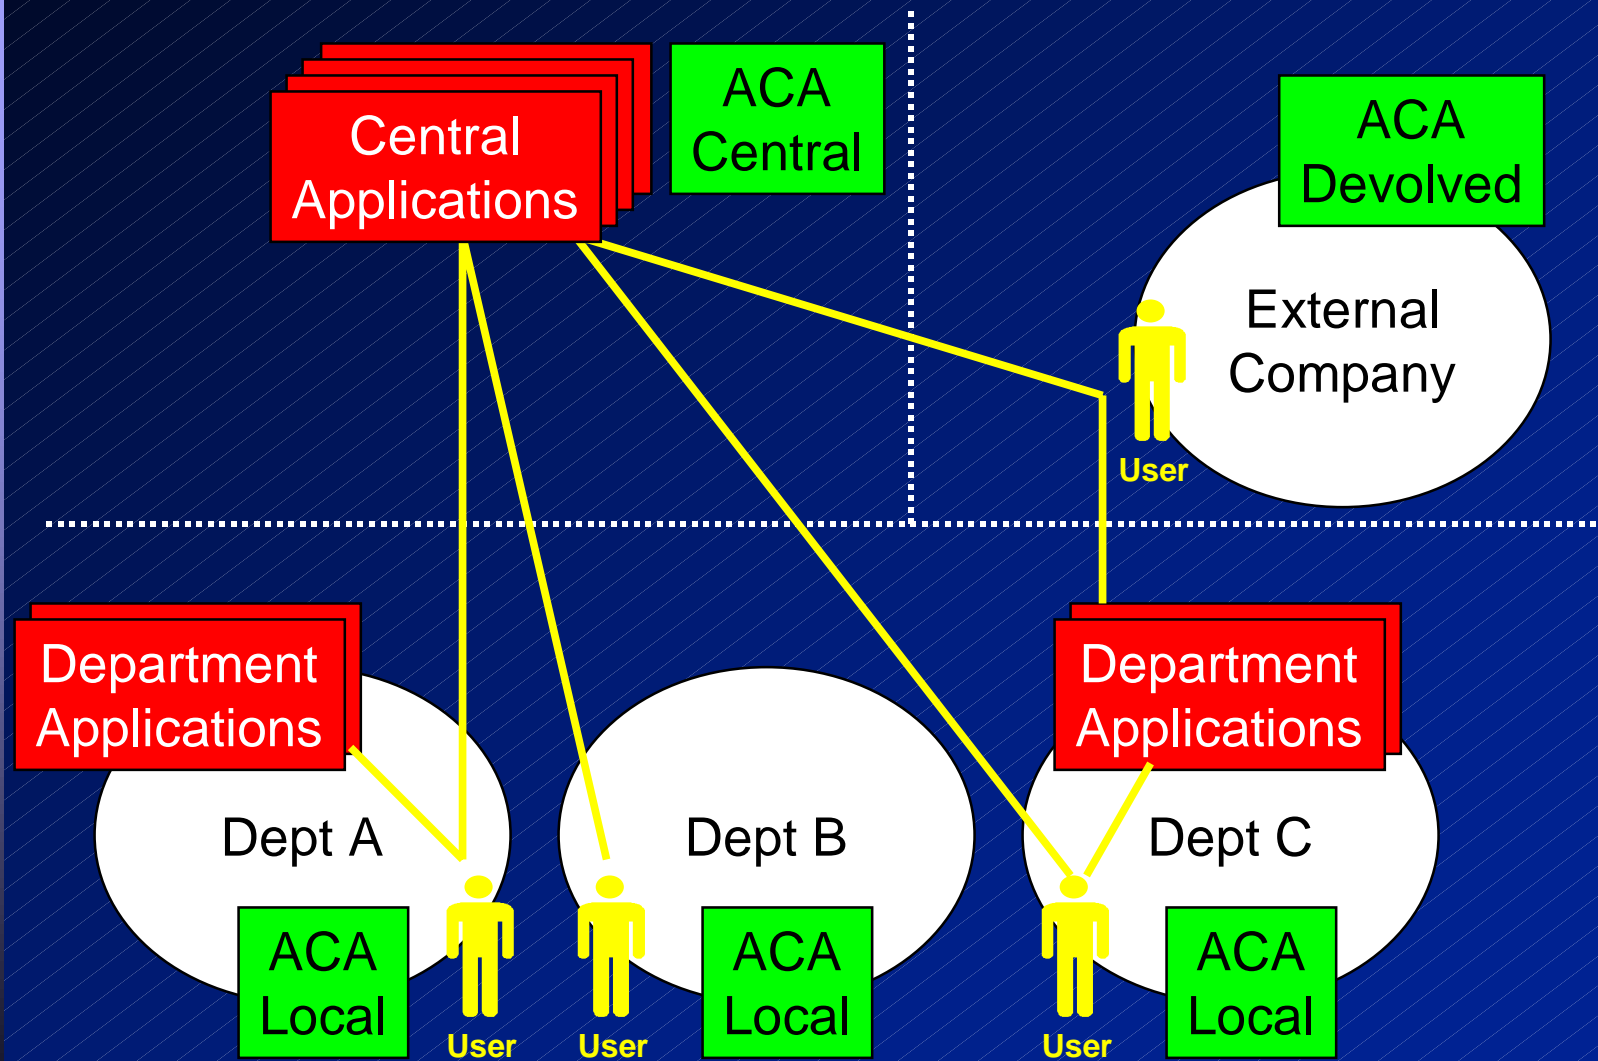 Central
Applications
ACA
Central
ACA
Devolved
External
Company
User
Department
Applications
Department
Applications
Dept A
Dept B
Dept C
ACA
Local
User
User
ACA
Local
User
ACA
Local